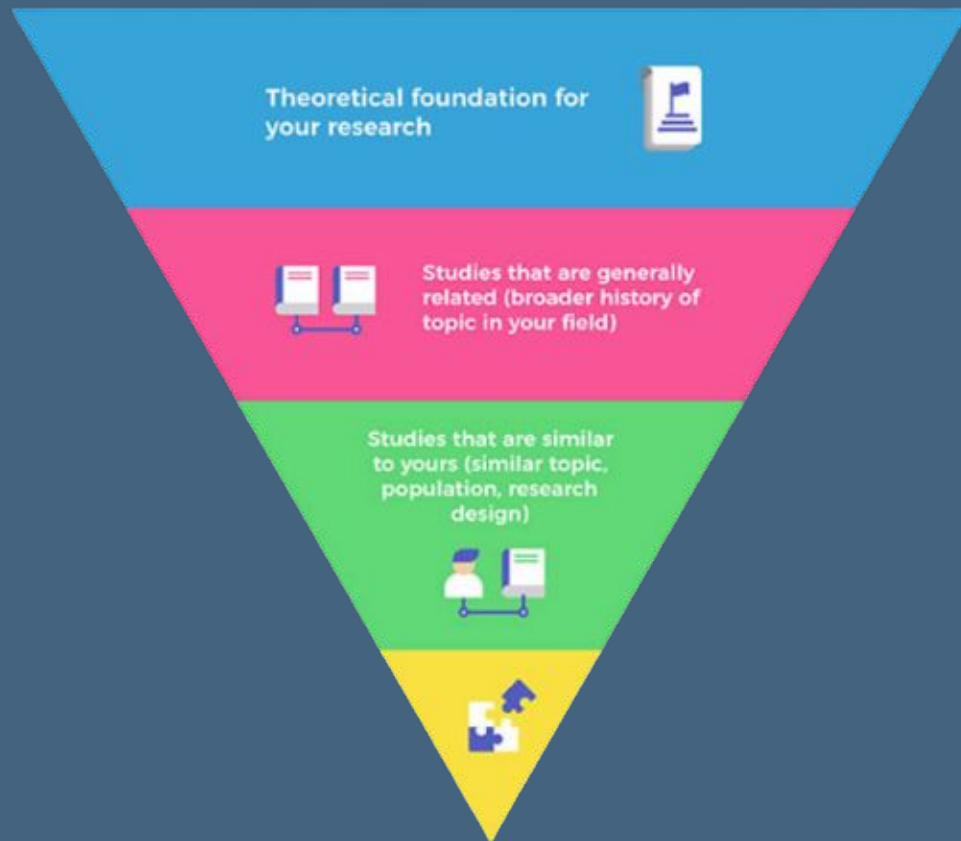 Theoretical foundation for
your research
Studies that are generally
related (broader history of
topic in your field)
Studies that are similar
to yours (similar topic,
population, research
design)